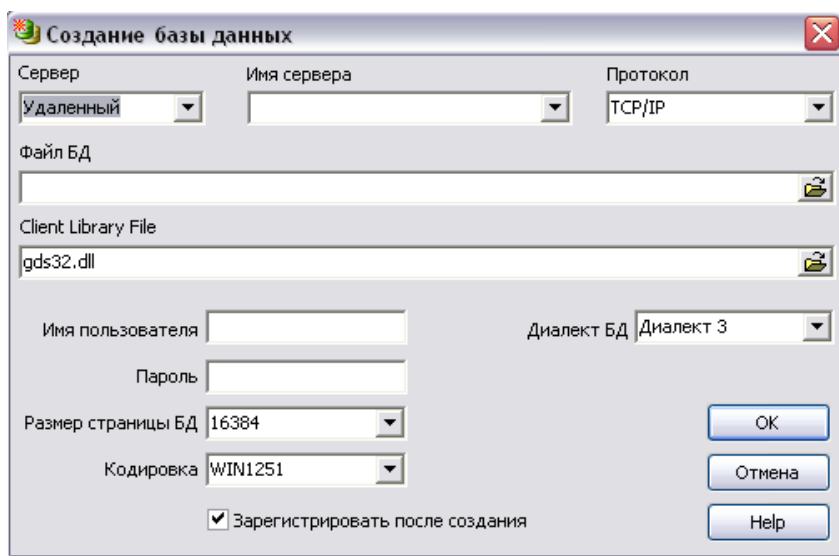 Создание базы данных
Сервер Имя сервера Протокол
Удаленный TCP/IP
Файл БД
Client Library File
gds32.dll
Имя пользователя Диалект БД Диалект 3
Пароль
Размер страницы БД 16384 OK
Кодировка WIN1251 Отмена
Зарегистрировать после создания Help